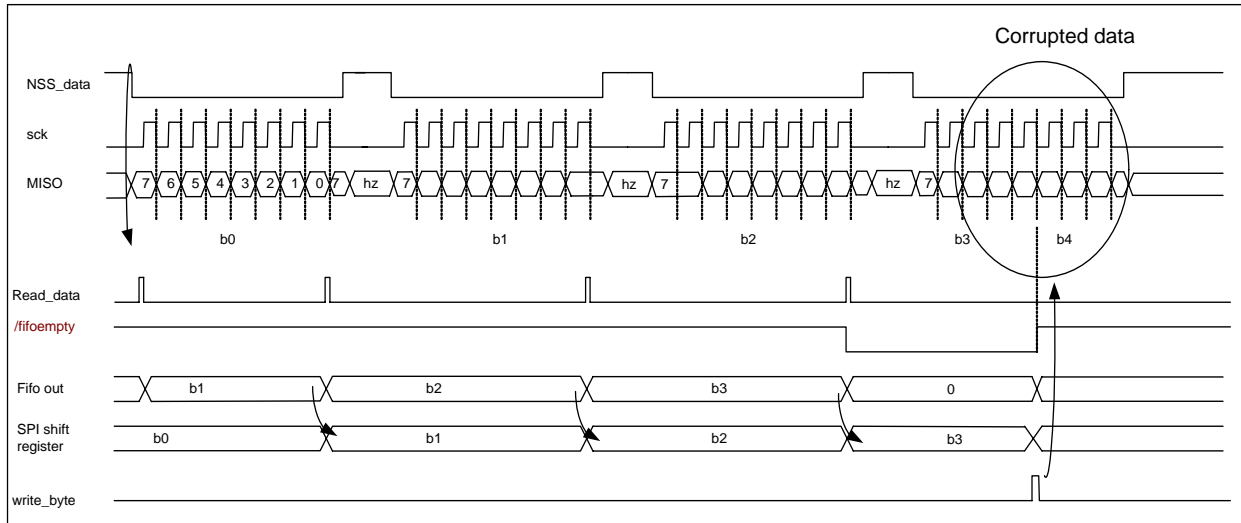 Corrupted data
NSS_data
sck
MISO
7 6 5 4 3 2 1 0 7 hz 7 hz 7 hz 7
b0 b1 b2 b3 b4
Read_data
/fifoempty
Fifo out
b1 b2 b3 0
SPI shift
register
b0 b1 b2 b3
write_byte